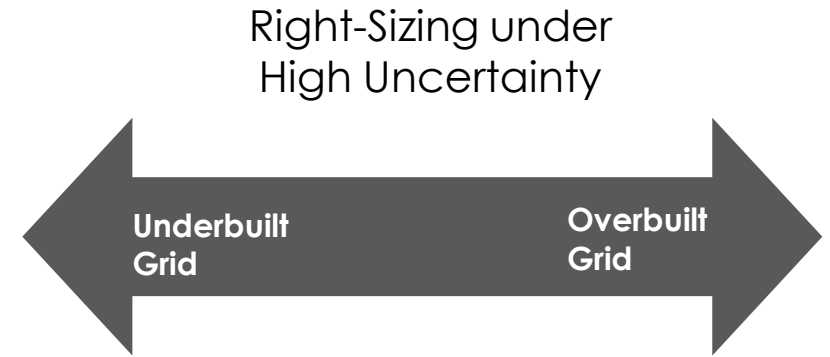 Right-Sizing under
High Uncertainty
Underbuilt
Grid
Overbuilt
Grid